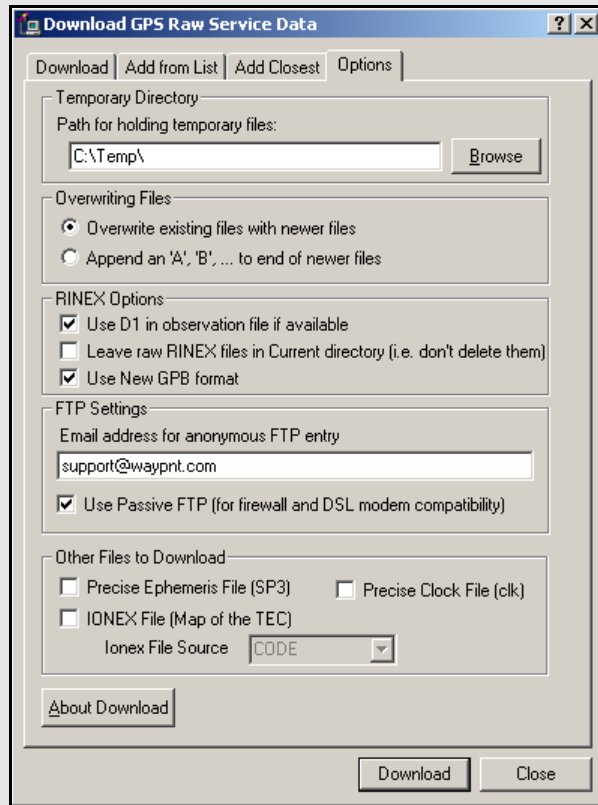 Download GPS Raw Service Data
Download Add from List Add Closest Options
Temporary Directory
Path for holding temporary files:
C:\Temp\
Browse
Overwriting Files
Overwrite existing files with newer files
Append an 'A', 'B', ... to end of newer files
RINEX Options
Use D1 in observation file if available
Leave raw RINEX files in Current directory (i.e. don't delete them)
Use New GPB format
FTP Settings
Email address for anonymous FTP entry
support@waypnt.com
Use Passive FTP (for firewall and DSL modem compatibility)
Other Files to Download
Precise Ephemeris File (SP3) Precise Clock File (clk)
IONEX File (Map of the TEC)
Ionex File Source CODE
About Download
Download Close